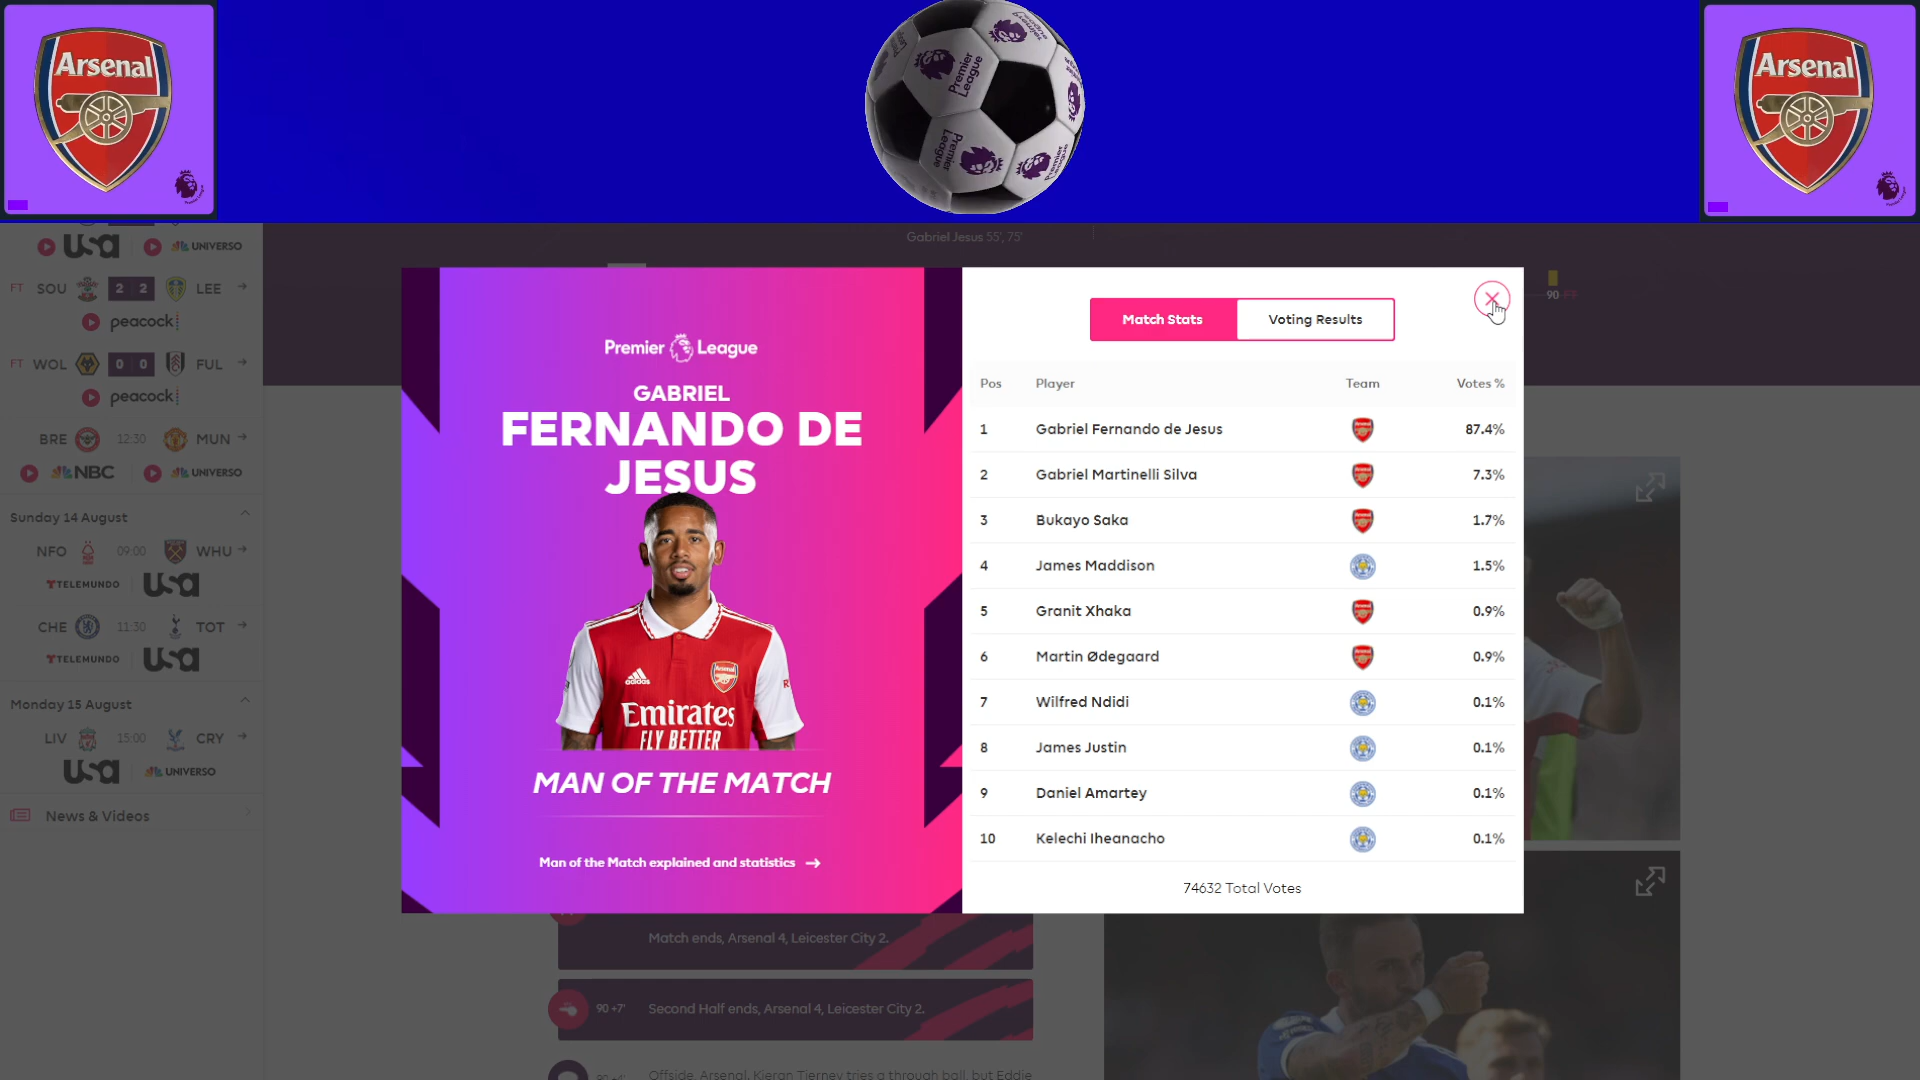 Arsenal
Premier League
Premier League
Arsenal
usa
UNIVERSO
FT SOU 2 2 LEE
peacock
FT WOL 0 0 FUL
peacock
BRE 12:30 MUN
NBC UNIVERSO
Sunday 14 August
NFO 09:00 WHU
TELEMUNDO usa
CHE 11:30 TOT
TELEMUNDO usa
Monday 15 August
LIV 15:00 CRY
usa UNIVERSO
News & Videos
Gabriel Jesus 55', 75'
90 FT
Premier League
GABRIEL
FERNANDO DE
JESUS
adidas
Arsenal
Emirates
FLY BETTER
MAN OF THE MATCH
Man of the Match explained and statistics
Match Stats Voting Results
Pos Player Team Votes %
1 Gabriel Fernando de Jesus 87.4%
2 Gabriel Martinelli Silva 7.3%
3 Bukayo Saka 1.7%
4 James Maddison 1.5%
5 Granit Xhaka 0.9%
6 Martin Ødegaard 0.9%
7 Wilfred Ndidi 0.1%
8 James Justin 0.1%
9 Daniel Amartey 0.1%
10 Kelechi Iheanacho 0.1%
74632 Total Votes
Match ends, Arsenal 4, Leicester City 2.
90 +7' Second Half ends, Arsenal 4, Leicester City 2.
Offside, Arsenal. Kieran Tierney tries a through ball, but Eddie